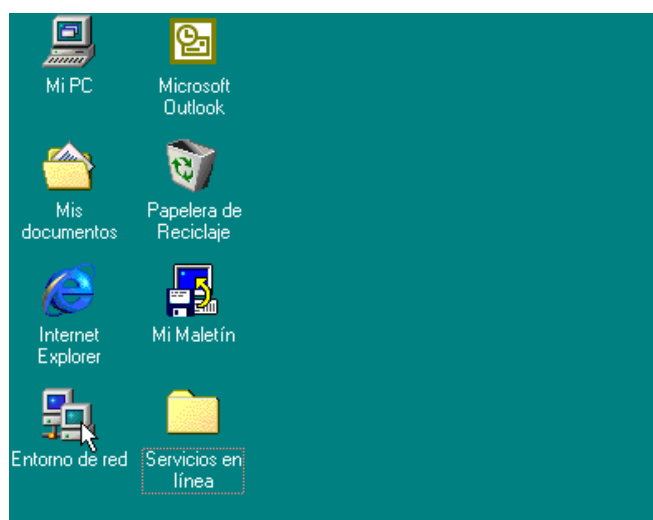 Mi PC
Microsoft
Outlook
Mis
documentos
Papelera de
Reciclaje
Internet
Explorer
Mi Maletín
Entorno de red
Servicios en
línea